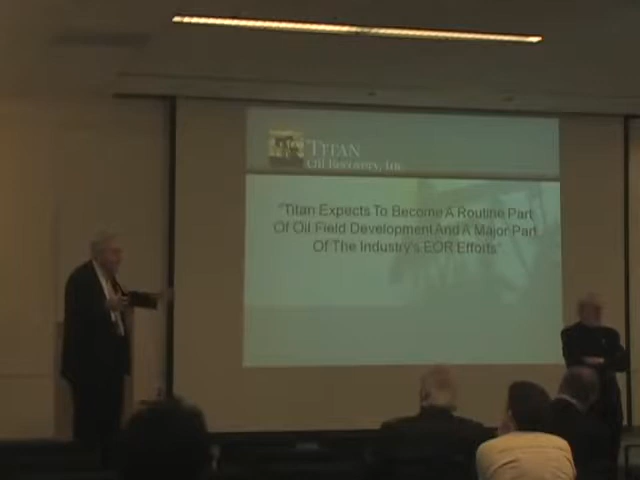 TITAN
Oil Recovery, Inc.
"Titan Expects To Become A Routine Part
Of Oil Field Development And A Major Part
Of The Industry's EOR Efforts"